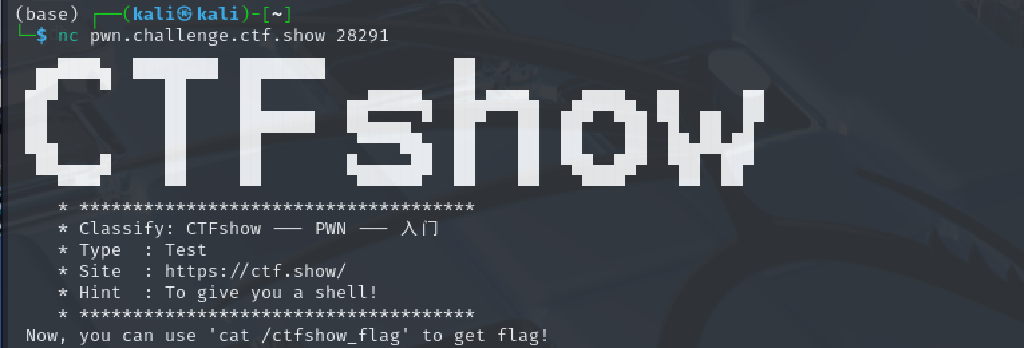 (base) ┌──(kali㉿kali)-[~]
└─$ nc pwn.challenge.ctf.show 28291
CTFshow
* *************************************
* Classify: CTFshow —— PWN —— 入门
* Type  : Test
* Site  : https://ctf.show/
* Hint  : To give you a shell!
* *************************************
Now, you can use 'cat /ctfshow_flag' to get flag!